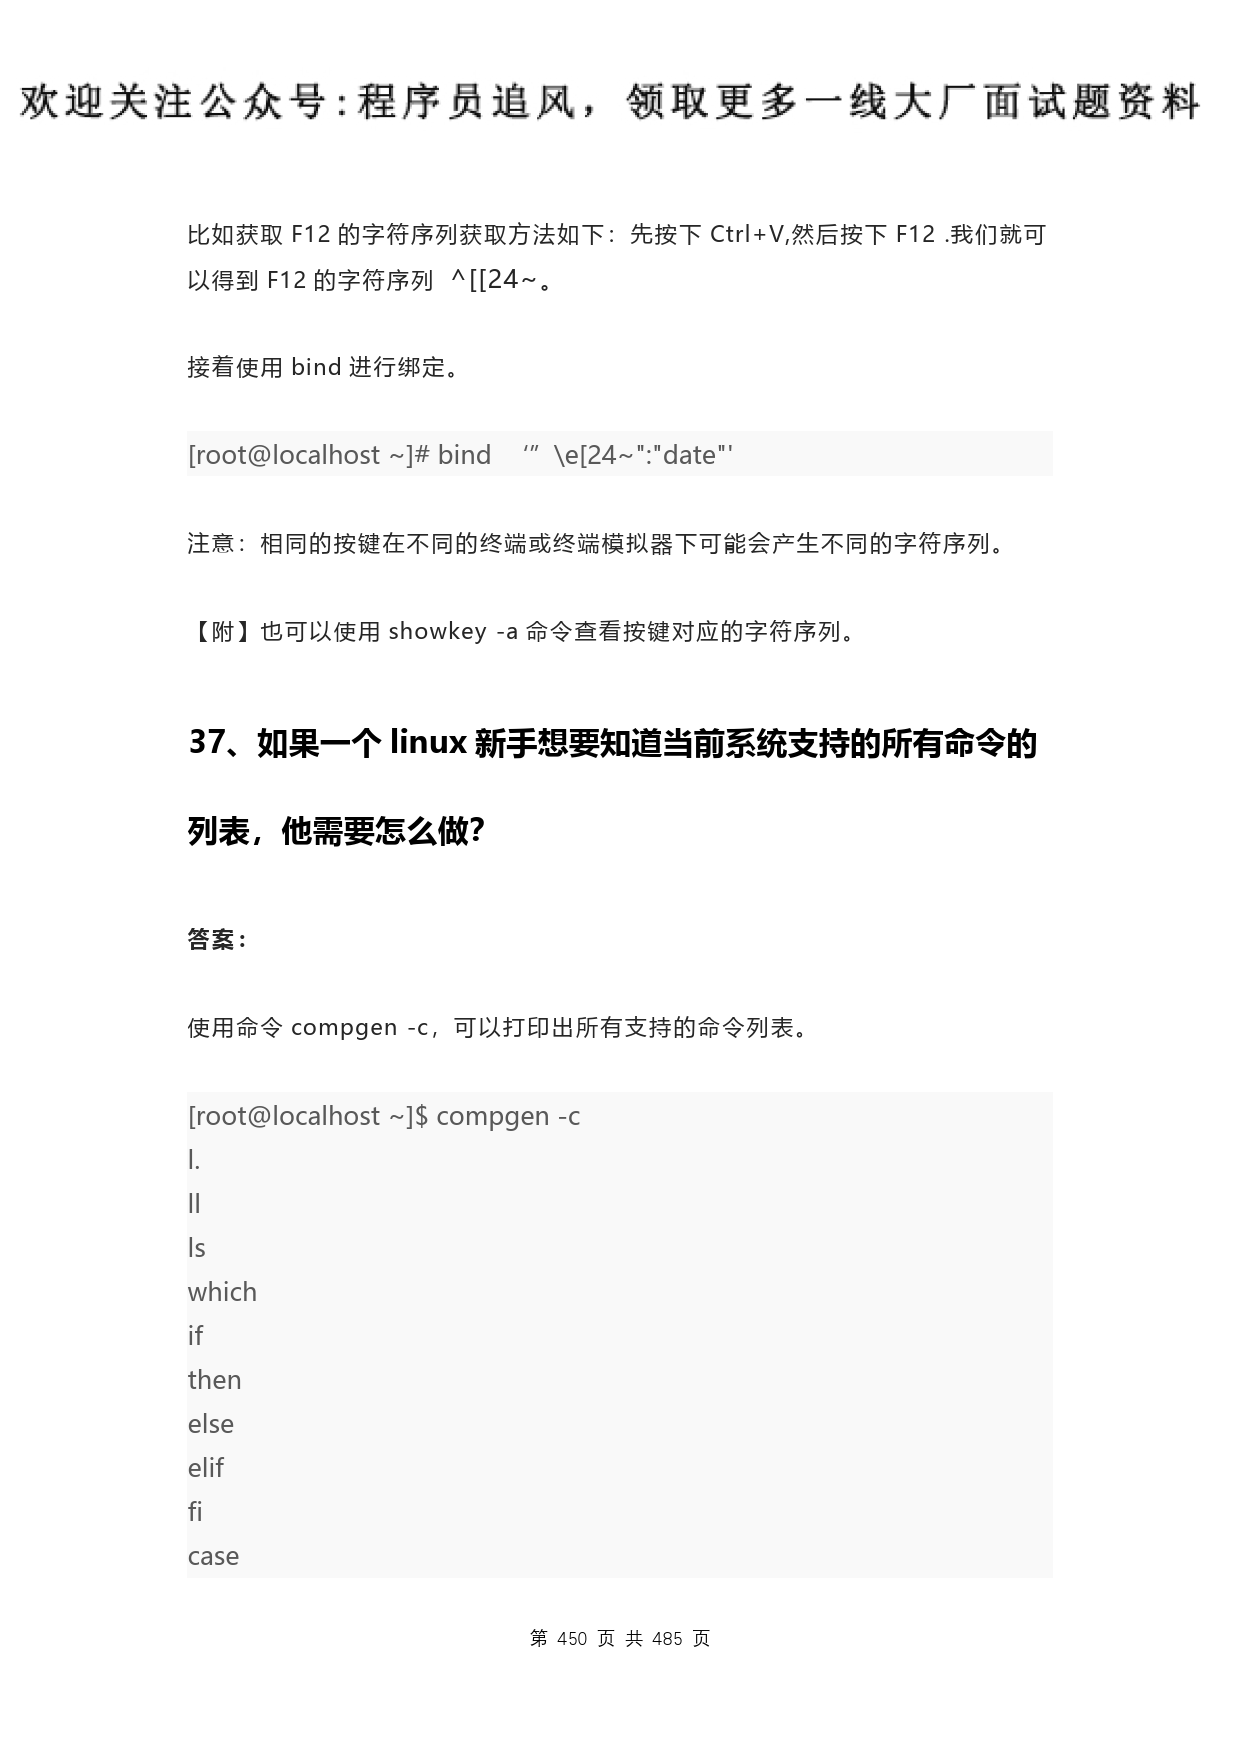 欢迎关注公众号:程序员追风，领取更多一线大厂面试题资料
比如获取 F12 的字符序列获取方法如下：先按下 Ctrl+V,然后按下 F12 .我们就可
以得到 F12 的字符序列 ^[[24~。
接着使用 bind 进行绑定。
[root@localhost ~]# bind ‘”\e[24~":"date"'
注意：相同的按键在不同的终端或终端模拟器下可能会产生不同的字符序列。
【附】也可以使用 showkey -a 命令查看按键对应的字符序列。
37、如果一个 linux 新手想要知道当前系统支持的所有命令的
列表，他需要怎么做？
答案：
使用命令 compgen -c，可以打印出所有支持的命令列表。
[root@localhost ~]$ compgen -c
l.
ll
ls
which
if
then
else
elif
fi
case
第 450 页 共 485 页